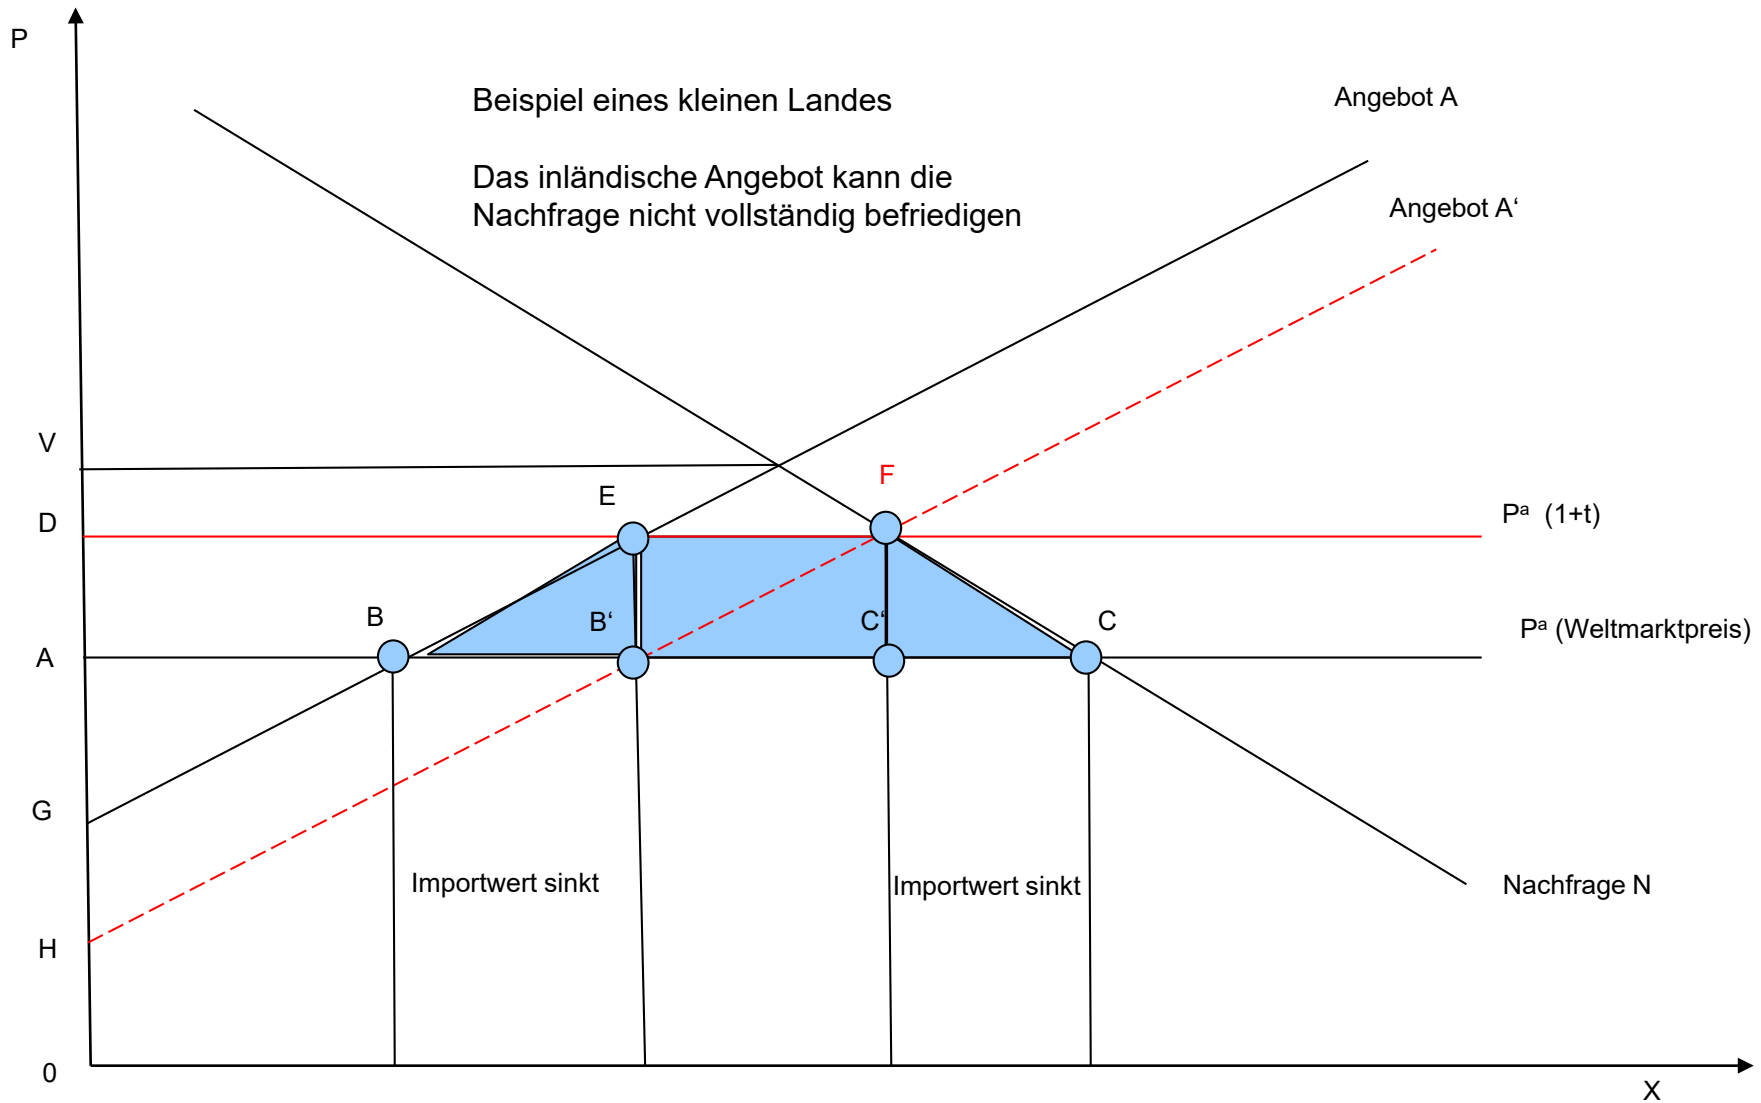 P
Beispiel eines kleinen Landes
Angebot A
Das inländische Angebot kann die
Nachfrage nicht vollständig befriedigen
Angebot A‘
V
E
F
D
Pᵃ (1+t)
B
B‘
C‘
C
Pᵃ (Weltmarktpreis)
A
G
Importwert sinkt
Importwert sinkt
Nachfrage N
H
0
X